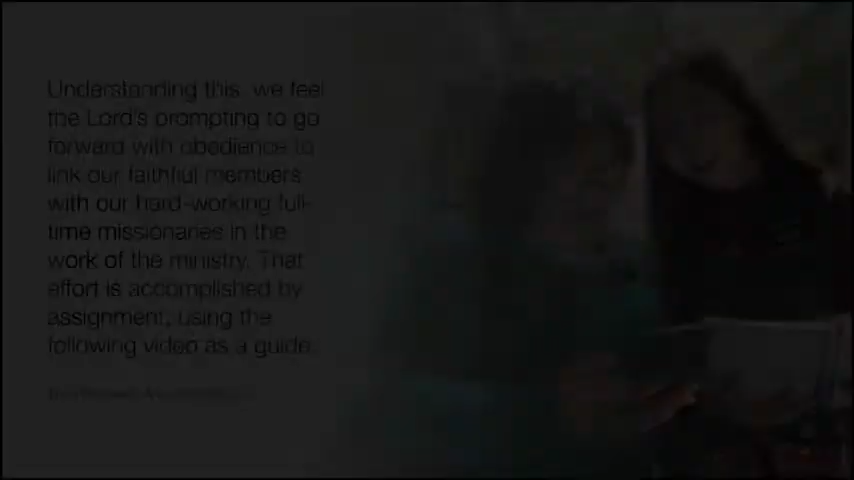 Understanding this, we feel
the Lord's prompting to go
forward with obedience to
link our faithful members
with our hard-working full-
time missionaries in the
work of the ministry. That
effort is accomplished by
assignment, using the
following video as a guide.